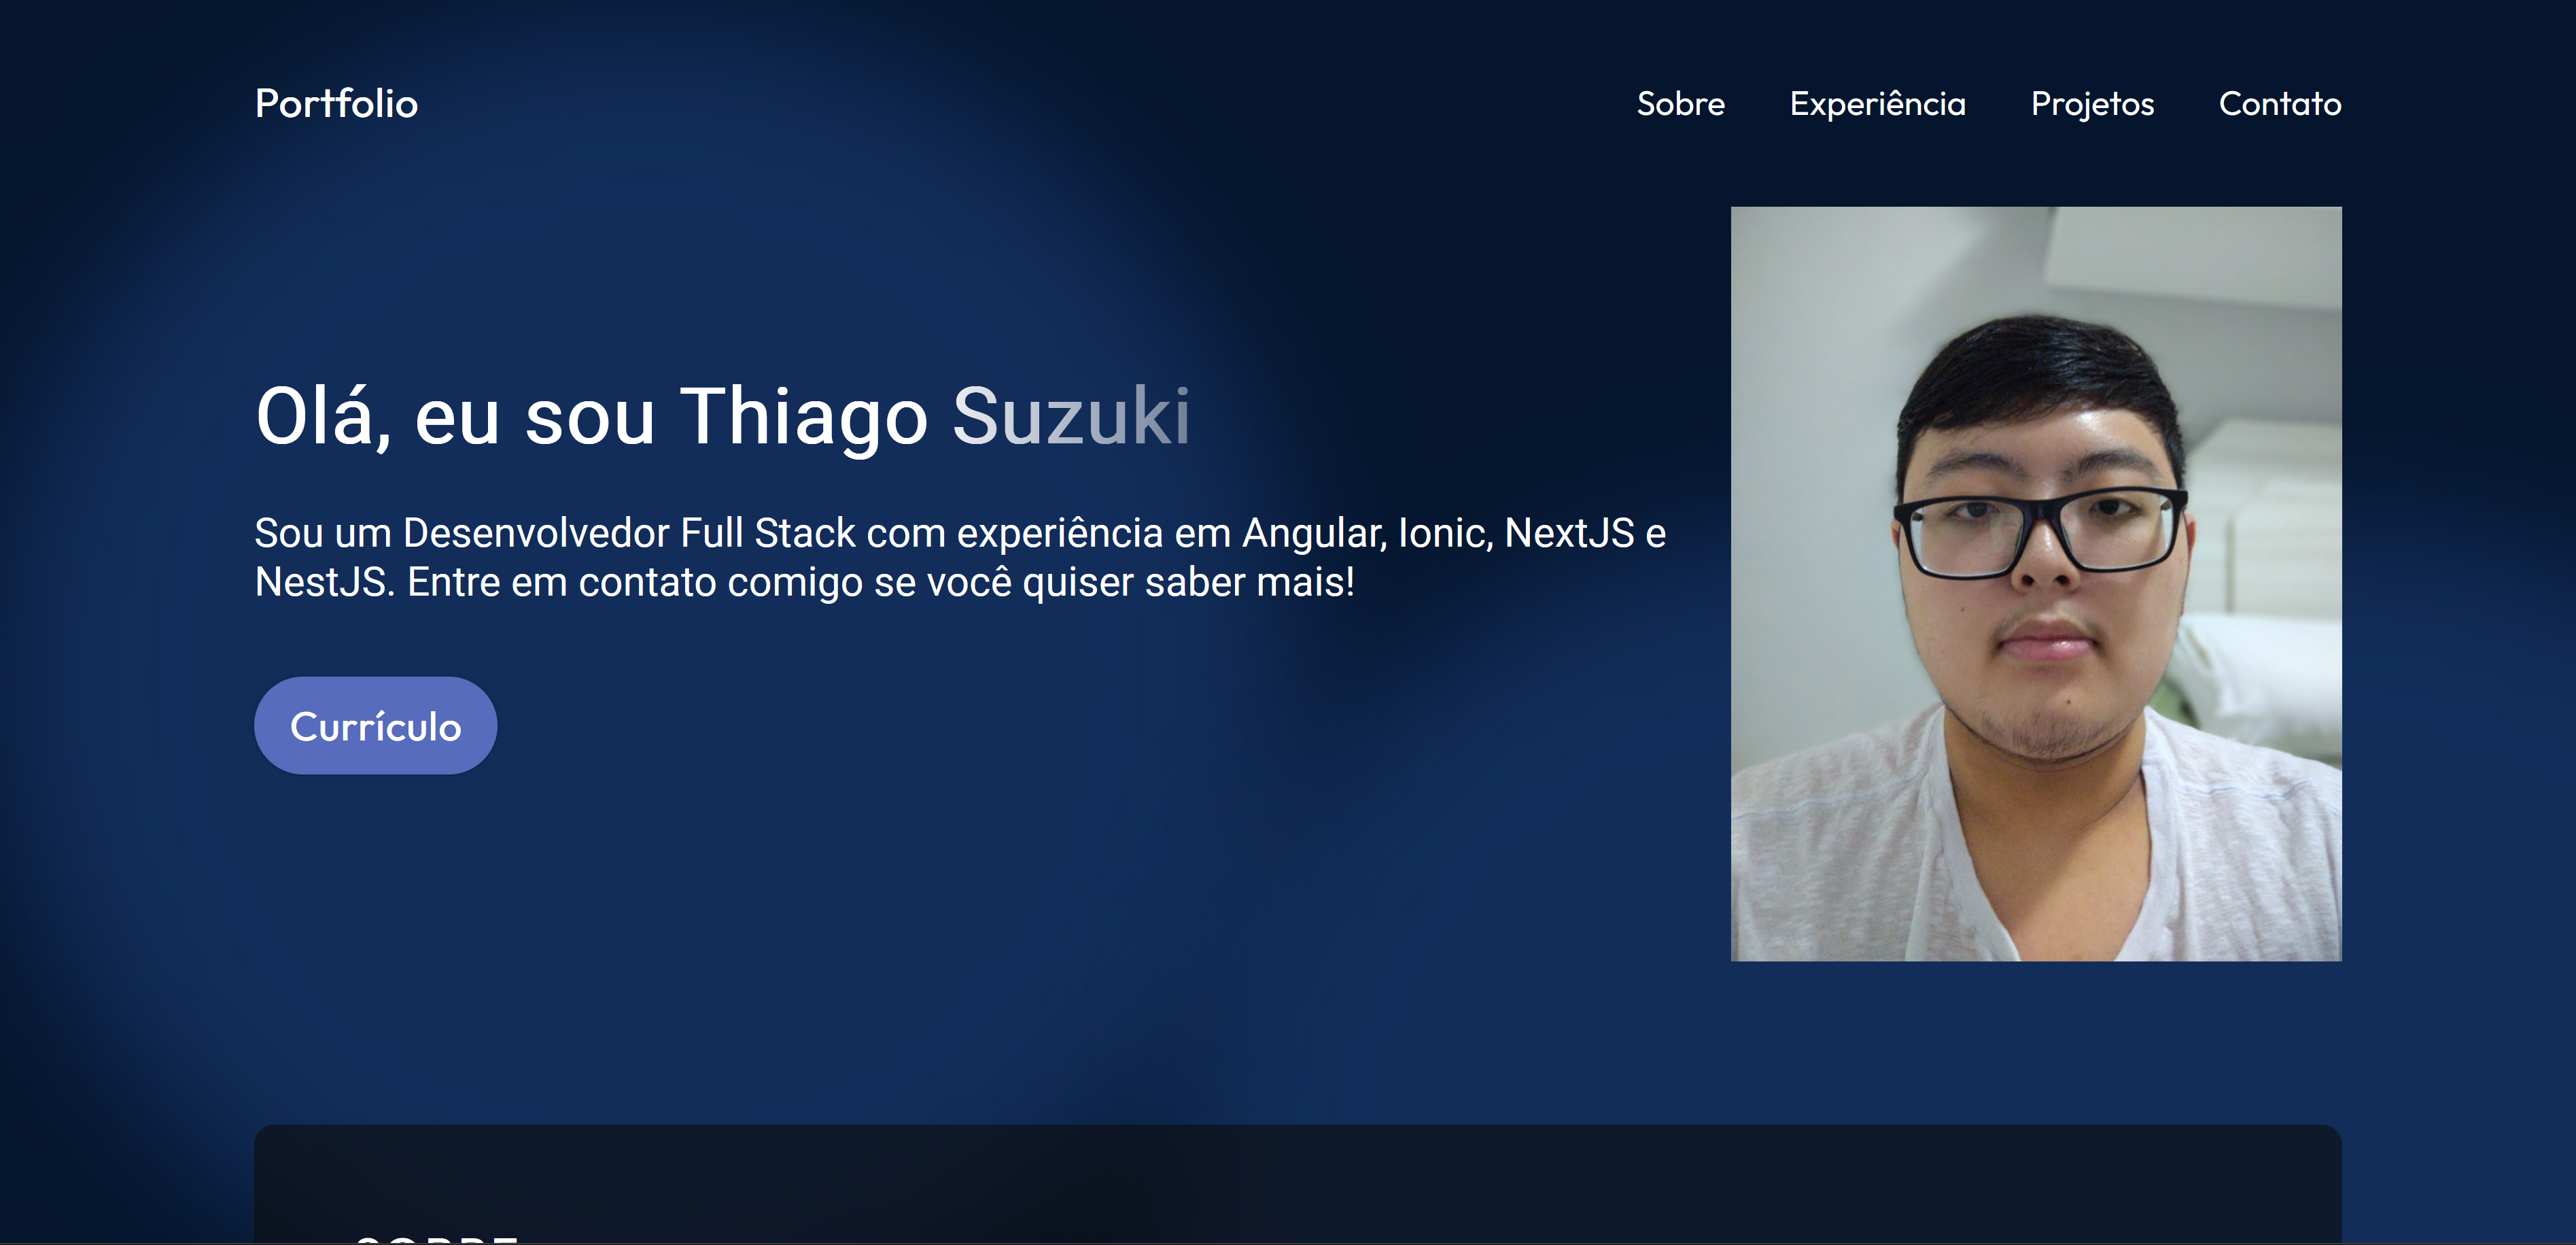 Portfolio
Sobre Experiência Projetos Contato
Olá, eu sou Thiago Suzuki
Sou um Desenvolvedor Full Stack com experiência em Angular, Ionic, NextJS e
NestJS. Entre em contato comigo se você quiser saber mais!
Currículo
SOBRE